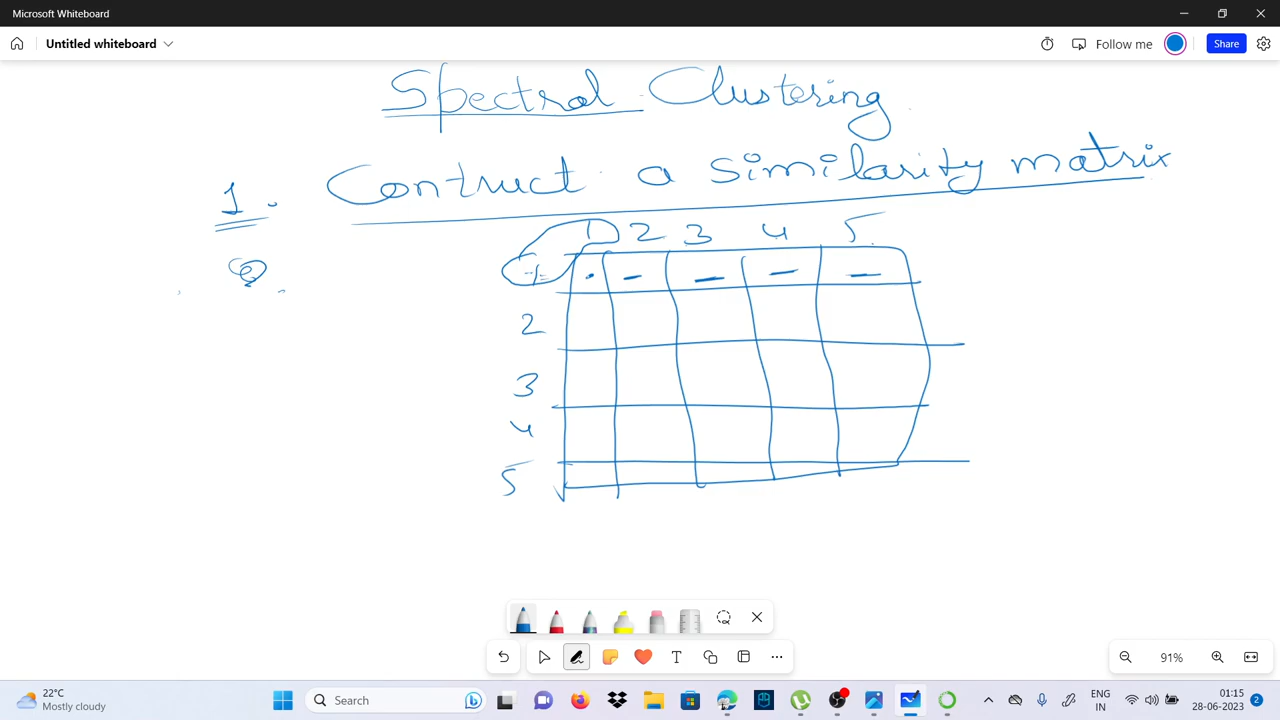 Microsoft Whiteboard
Untitled whiteboard
Follow me
Share
Spectral Clustering
1. Contruct a similarity matrix
1 2 3 4 5
1
2
3
4
5
91%
22°C
Mostly cloudy
Search
ENG
IN
01:15
28-06-2023
2